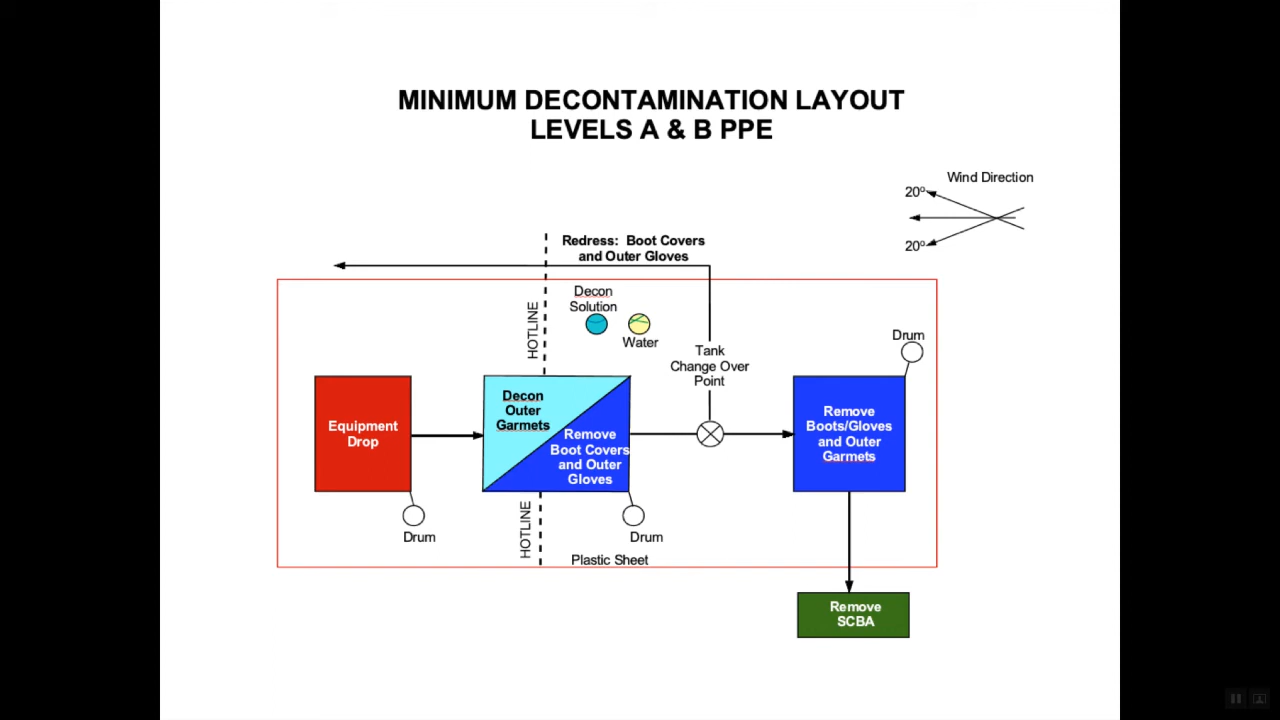 MINIMUM DECONTAMINATION LAYOUT
LEVELS A & B PPE
Wind Direction
20º
20º
Redress: Boot Covers
and Outer Gloves
HOTLINE
Decon
Solution
Water
Tank
Change Over
Point
Drum
Equipment
Drop
Decon
Outer
Garmets
Remove
Boot Covers
and Outer
Gloves
Remove
Boots/Gloves
and Outer
Garmets
Drum
HOTLINE
Drum
Plastic Sheet
Remove
SCBA